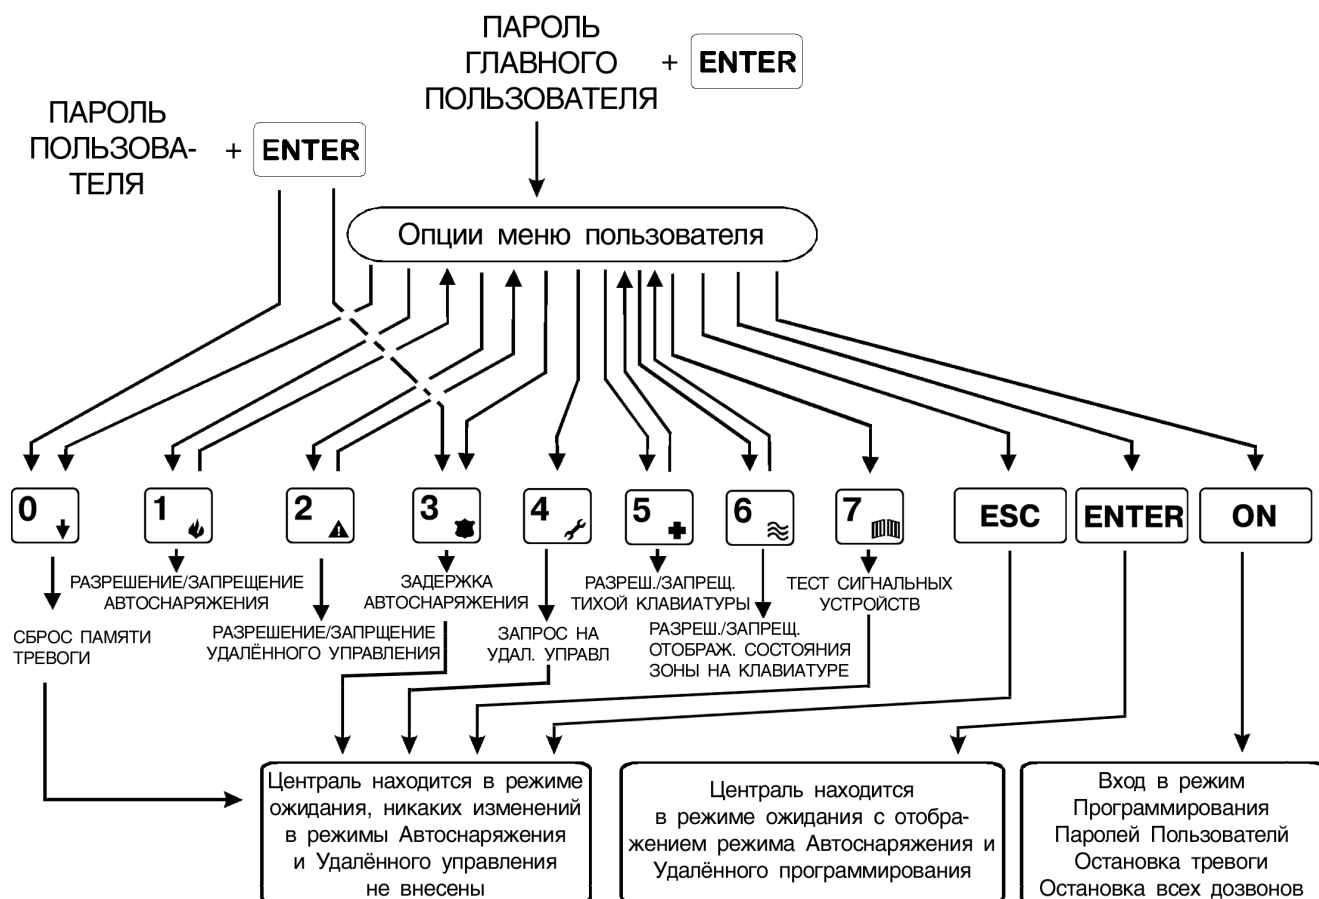 ПАРОЛЬ
ГЛАВНОГО
ПОЛЬЗОВАТЕЛЯ
+ ENTER
ПАРОЛЬ
ПОЛЬЗОВА-
ТЕЛЯ
+ ENTER
Опции меню пользователя
0
1
2
3
4
5
6
7
ESC
ENTER
ON
СБРОС ПАМЯТИ
ТРЕВОГИ
РАЗРЕШЕНИЕ/ЗАПРЕЩЕНИЕ
АВТОСНАРЯЖЕНИЯ
РАЗРЕШЕНИЕ/ЗАПРЩЕНИЕ
УДАЛЁННОГО УПРАВЛЕНИЯ
ЗАДЕРЖКА
АВТОСНАРЯЖЕНИЯ
ЗАПРОС НА
УДАЛ. УПРАВЛ
РАЗРЕШ./ЗАПРЕЩ.
ТИХОЙ КЛАВИАТУРЫ
РАЗРЕШ./ЗАПРЕЩ.
ОТОБРАЖ. СОСТОЯНИЯ
ЗОНЫ НА КЛАВИАТУРЕ
ТЕСТ СИГНАЛЬНЫХ
УСТРОЙСТВ
Централь находится в режиме
ожидания, никаких изменений
в режимы Автоснаряжения
и Удалённого управления
не внесены
Централь находится
в режиме ожидания с отобра-
жением режима Автоснаряжения и
Удалённого программирования
Вход в режим
Программирования
Паролей Пользователй
Остановка тревоги
Остановка всех дозвонов